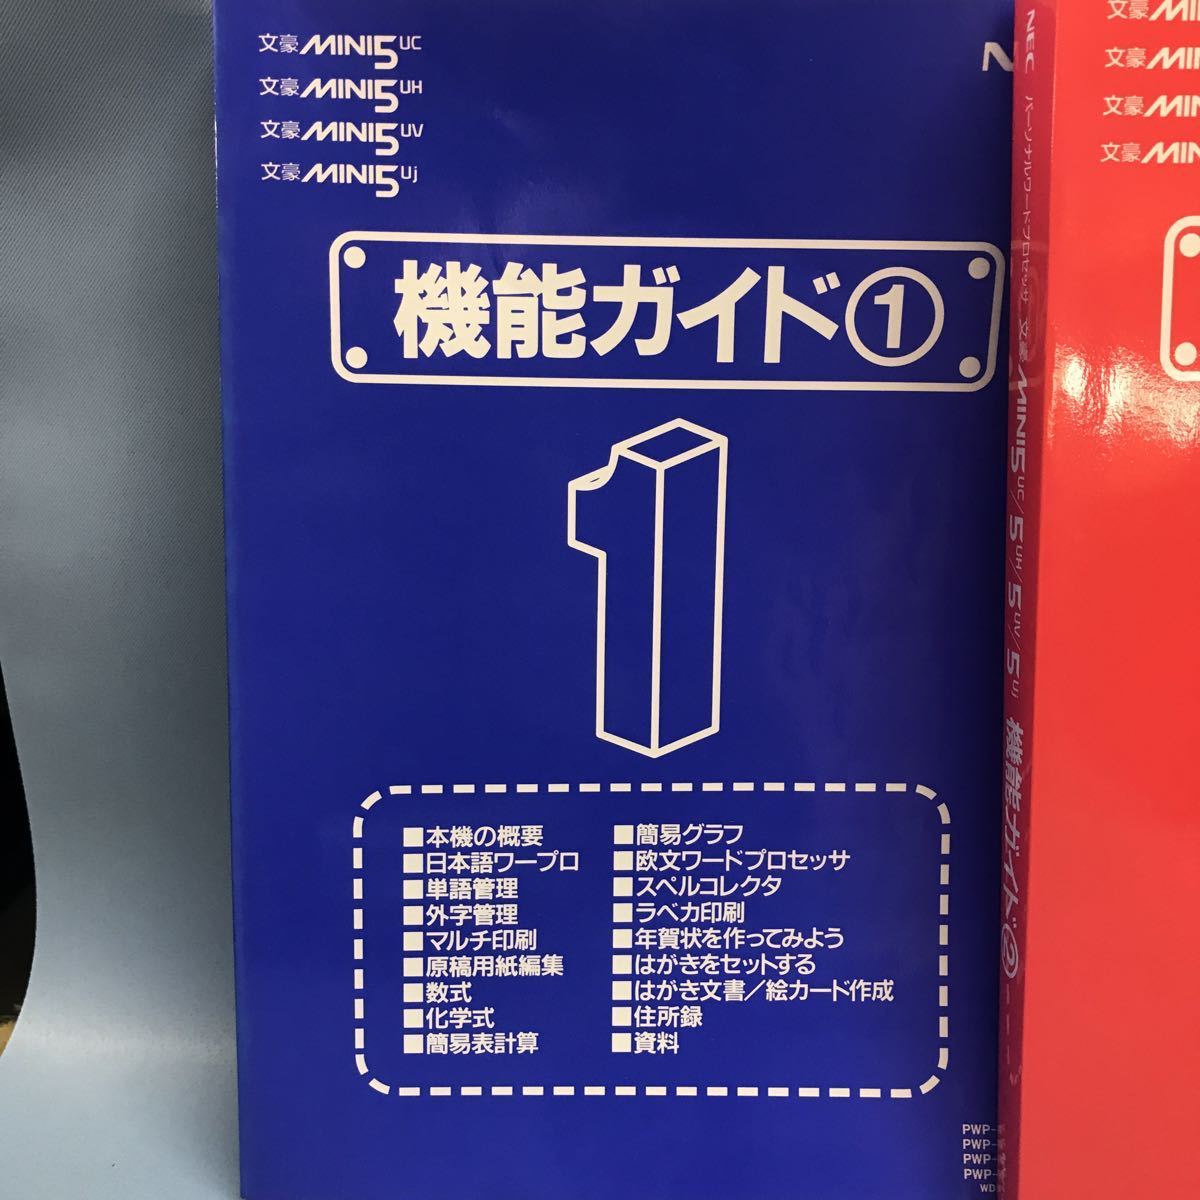 文豪MINI5UC
文豪MINI5UH
文豪MINI5UV
文豪MINI5Uj
機能ガイド①
■本機の概要
■日本語ワープロ
■単語管理
■外字管理
■マルチ印刷
■原稿用紙編集
■数式
■化学式
■簡易表計算
■簡易グラフ
■欧文ワードプロセッサ
■スペルコレクタ
■ラベル印刷
■年賀状を作ってみよう
■はがきをセットする
■はがき文書／絵カード作成
■住所録
■資料
PWP-
PWP-
PWP-
PWP-
WD
NEC パーソナルワードプロセッサ 文豪MINI5UC/5UH/5UV/5Uj 機能ガイド②
文豪MINI
文豪MINI
文豪MINI
文豪MINI